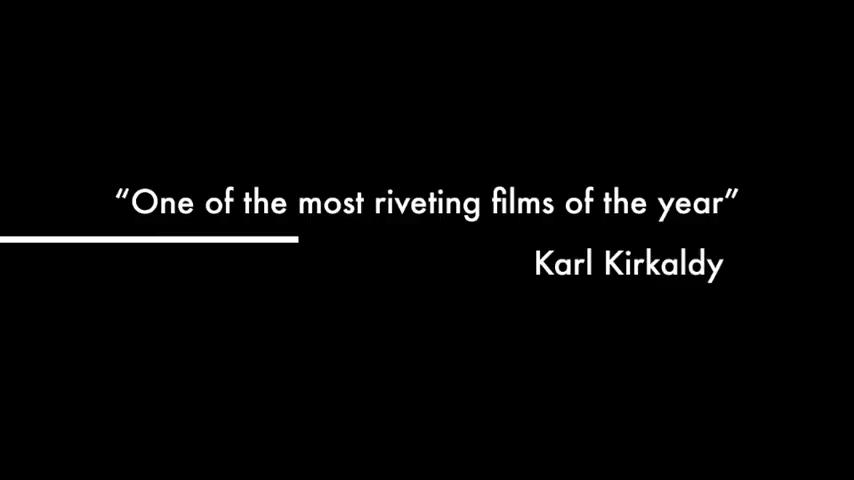 “One of the most riveting films of the year”
Karl Kirkaldy